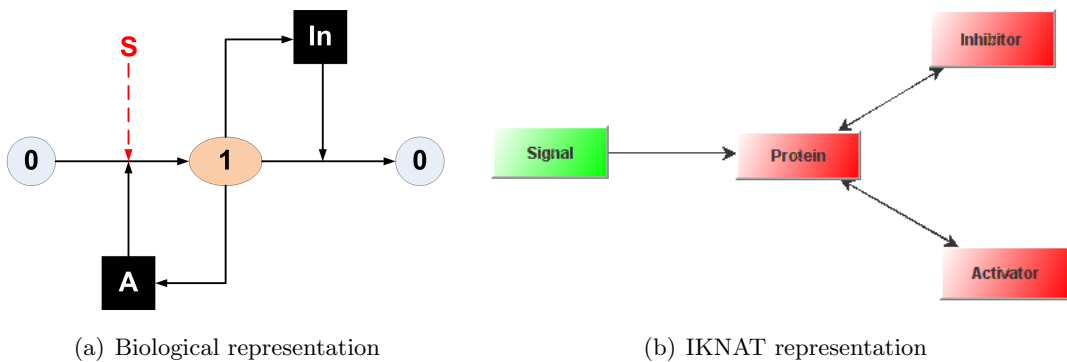 In
S
0
1
0
A
Inhibitor
Signal
Protein
Activator
(a) Biological representation
(b) IKNAT representation